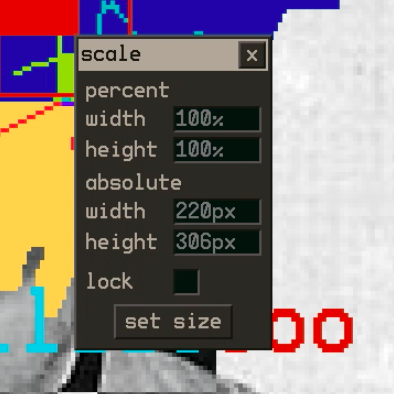 scale x
percent
width 100%
height 100%
absolute
width 220px
height 306px
lock
set size